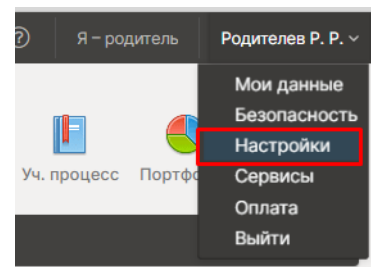 ? Я – родитель Родителев Р. Р.
Мои данные
Безопасность
Настройки
Уч. процесс Портфо Сервисы
Оплата
Выйти